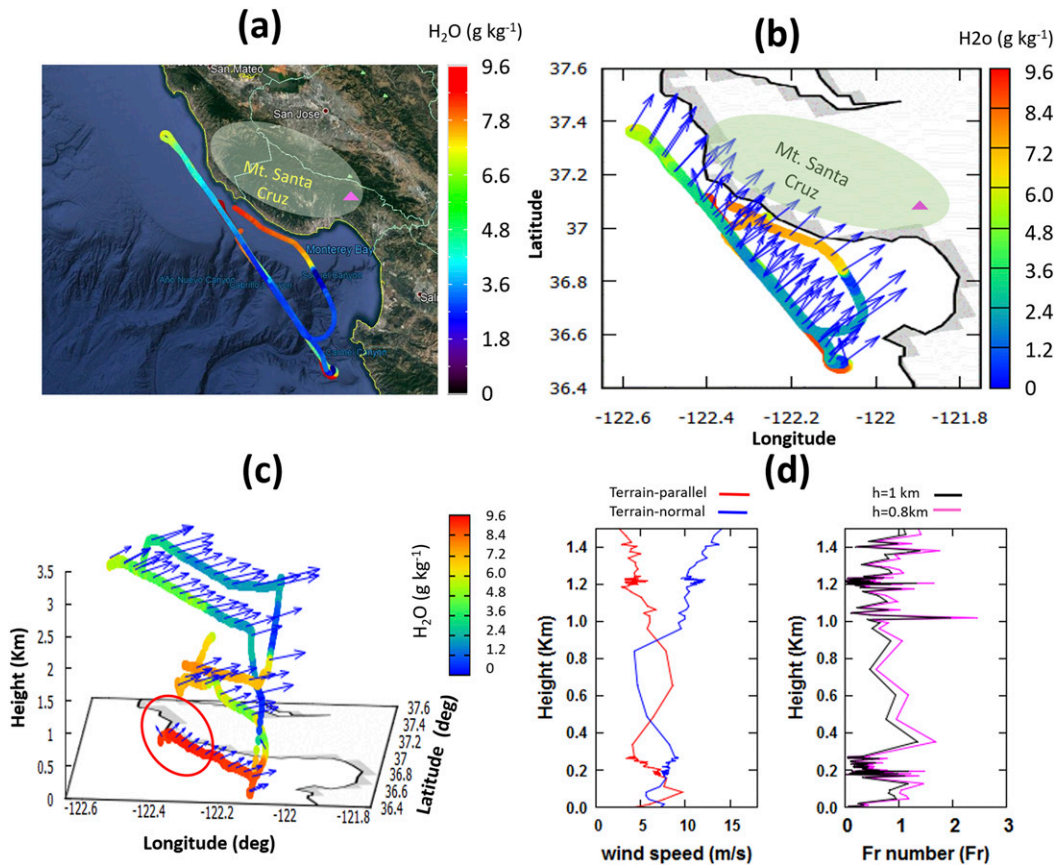 (a)
H2O (g kg-1)
San Mateo
San Jose
Mt. Santa
Cruz
Monterey Bay
9.6
7.8
6.0
4.8
3.6
2.4
1.2
0
(b)
H2o (g kg-1)
37.6
37.4
37.2
37
36.8
36.6
36.4
Latitude
Mt. Santa
Cruz
-122.6
-122.4
-122.2
-122
-121.8
Longitude
9.6
8.4
7.2
6.0
4.8
3.6
2.4
1.2
0
(c)
H2O (g kg-1)
9.6
8.4
7.2
6.0
4.8
3.6
2.4
1.2
0
3.5
3
2.5
2
1.5
1
0.5
0
Height (Km)
37.6
37.4
37.2
37
36.8
36.6
36.4
Latitude (deg)
-122.6
-122.4
-122.2
-122
-121.8
Longitude (deg)
(d)
Terrain-parallel
Terrain-normal
1.4
1.2
1.0
0.8
0.6
0.4
0.2
0.0
Height (Km)
0 5 10 15
wind speed (m/s)
h=1 km
h=0.8km
1.4
1.2
1.0
0.8
0.6
0.4
0.2
0.0
Height (Km)
0 1 2 3
Fr number (Fr)